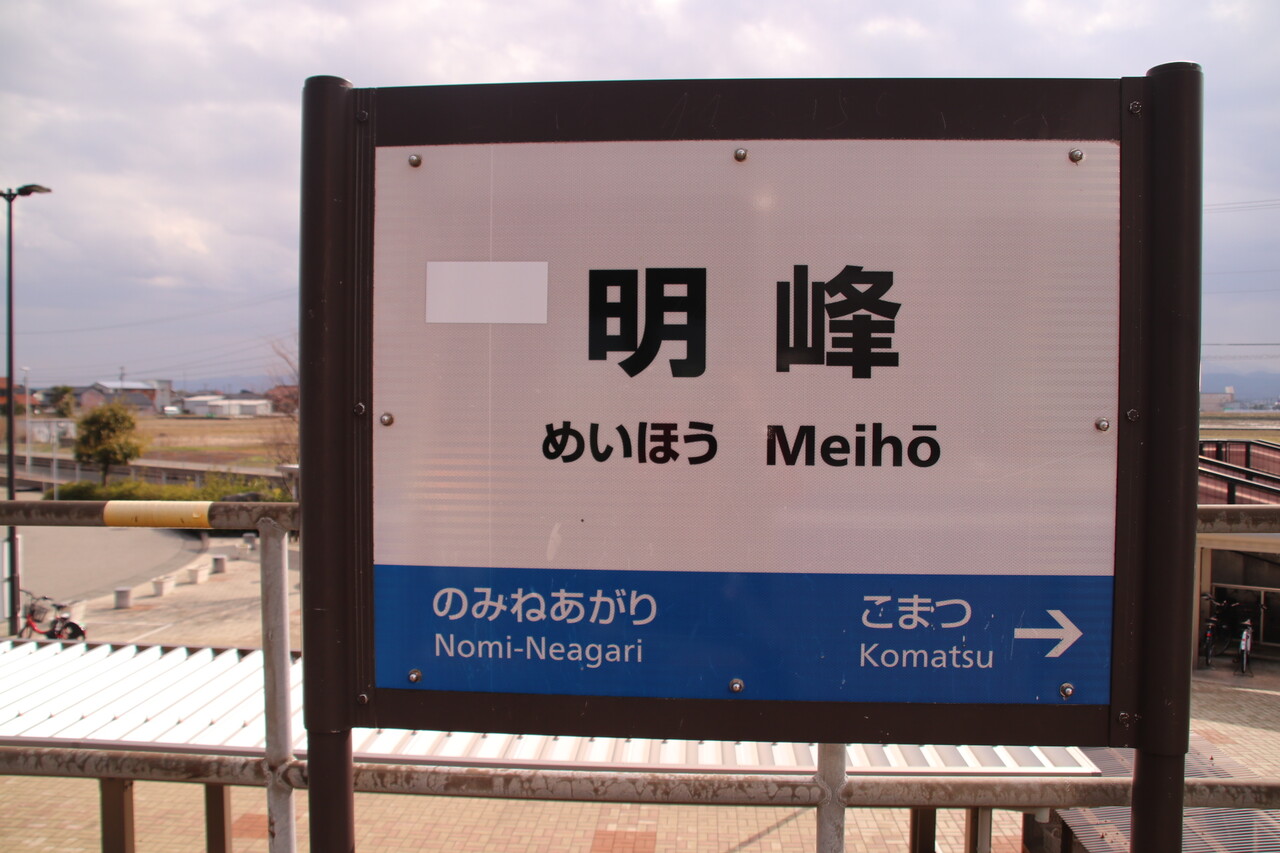 明峰
めいほう Meihō
のみねあがり こまつ →
Nomi-Neagari Komatsu